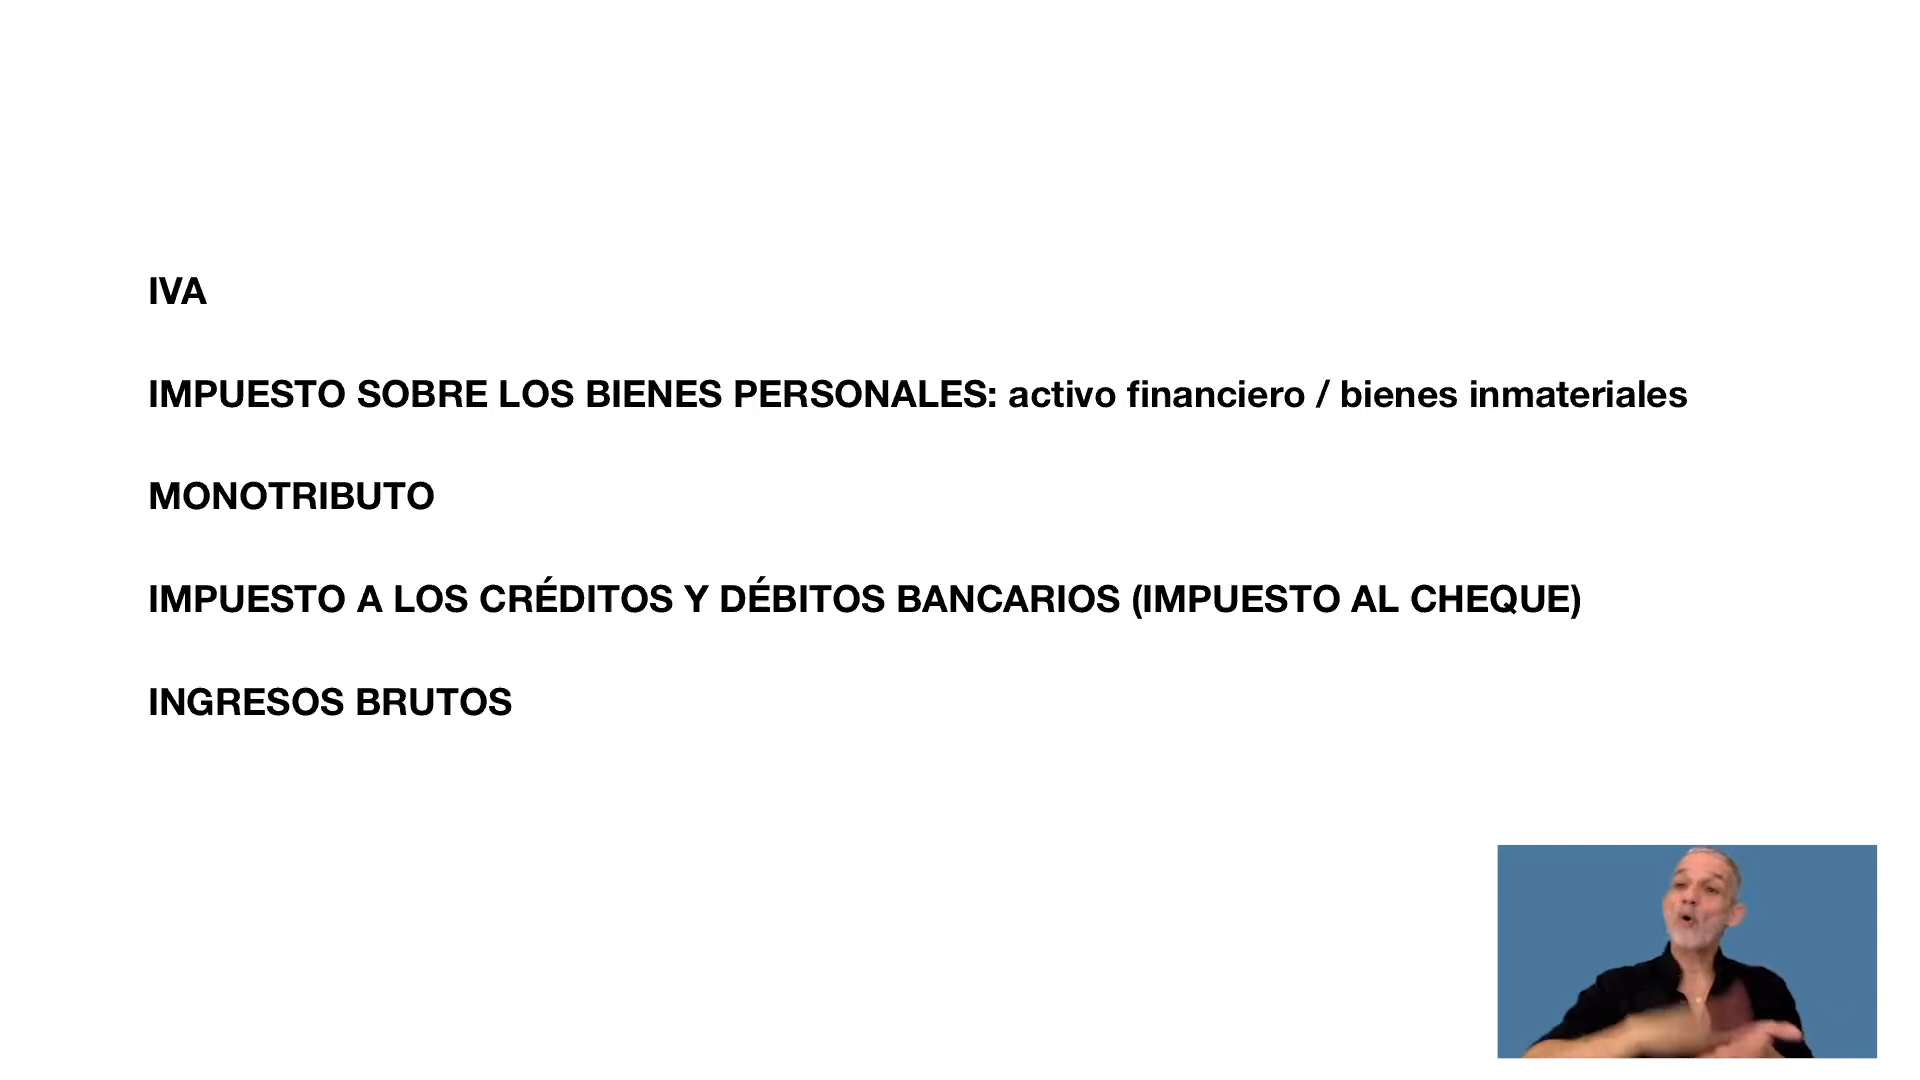 IVA
IMPUESTO SOBRE LOS BIENES PERSONALES: activo financiero / bienes inmateriales
MONOTRIBUTO
IMPUESTO A LOS CRÉDITOS Y DÉBITOS BANCARIOS (IMPUESTO AL CHEQUE)
INGRESOS BRUTOS